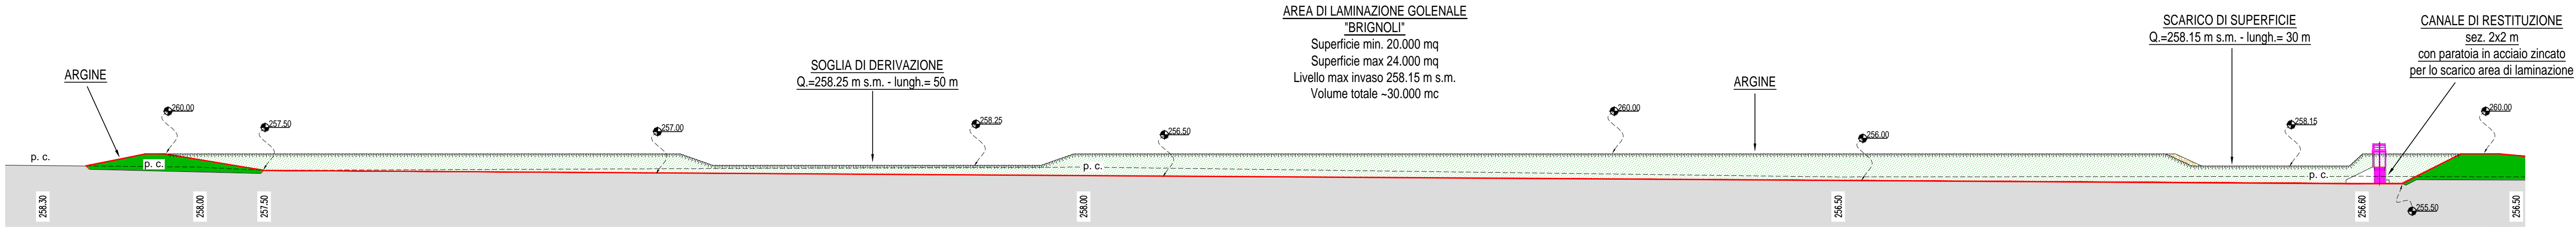 AREA DI LAMINAZIONE GOLENALE
"BRIGNOLI"
Superficie min. 20.000 mq
Superficie max 24.000 mq
Livello max invaso 258.15 m s.m.
Volume totale ~30.000 mc
SCARICO DI SUPERFICIE
Q.=258.15 m s.m. - lungh.= 30 m
CANALE DI RESTITUZIONE
sez. 2x2 m
con paratoia in acciaio zincato
per lo scarico area di laminazione
SOGLIA DI DERIVAZIONE
Q.=258.25 m s.m. - lungh.= 50 m
ARGINE
ARGINE
260.00
257.50
257.00
258.25
256.50
260.00
256.00
258.15
260.00
p. c.
p. c.
p. c.
p. c.
255.50
258.30
258.00
257.50
258.00
256.50
256.60
256.50